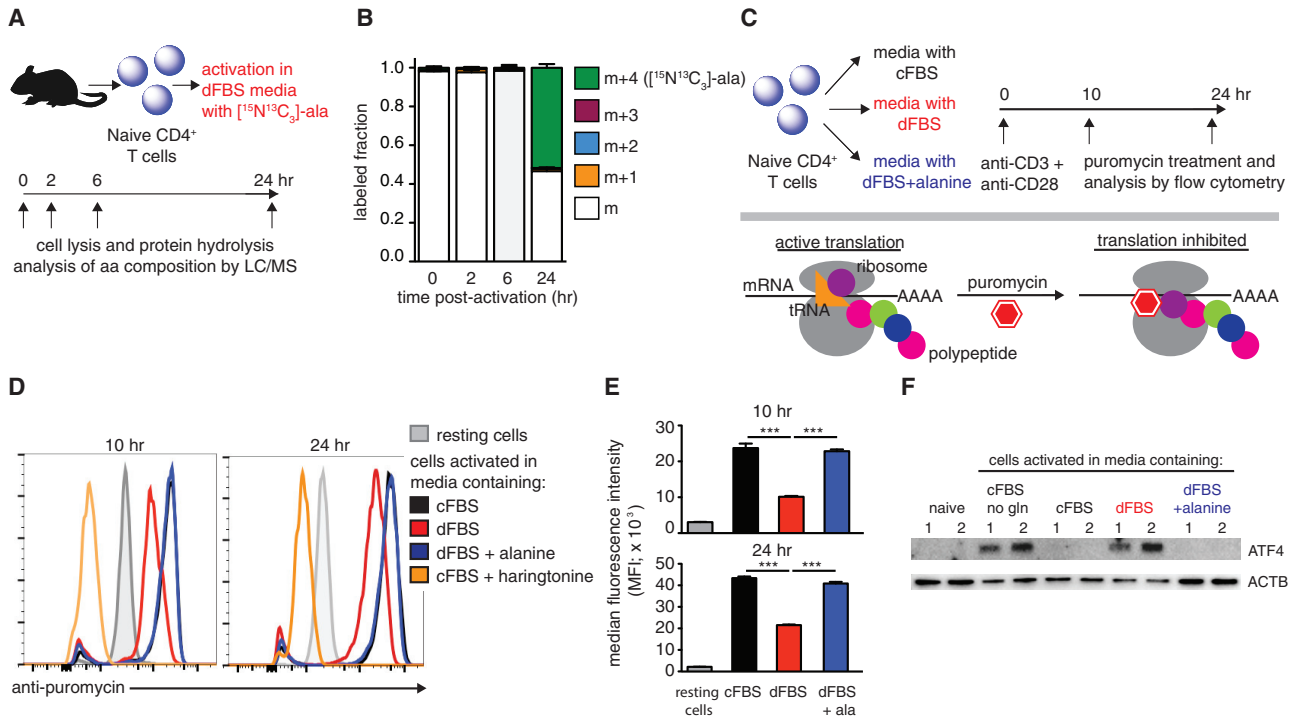 A
activation in
dFBS media
with [¹⁵N¹³C₃]-ala
Naive CD4⁺
T cells
0 2 6 24 hr
cell lysis and protein hydrolysis
analysis of aa composition by LC/MS
B
labeled fraction
1.0
0.8
0.6
0.4
0.2
0.0
0 2 6 24
time post-activation (hr)
m+4 ([¹⁵N¹³C₃]-ala)
m+3
m+2
m+1
m
C
Naive CD4⁺
T cells
media with
cFBS
media with
dFBS
media with
dFBS+alanine
0 10 24 hr
anti-CD3 +
anti-CD28
puromycin treatment and
analysis by flow cytometry
active translation
ribosome
mRNA
AAAA
tRNA
polypeptide
puromycin
translation inhibited
AAAA
D
10 hr
24 hr
anti-puromycin
resting cells
cells activated in
media containing:
cFBS
dFBS
dFBS + alanine
cFBS + haringtonine
E
median fluorescence intensity
(MFI; x 10³)
10 hr
30
20
10
0
*** ***
24 hr
50
40
30
20
10
0
*** ***
resting
cells
cFBS
dFBS
dFBS
+ ala
F
cells activated in media containing:
naive
cFBS
no gln
cFBS
dFBS
dFBS
+alanine
1 2 1 2 1 2 1 2 1 2
ATF4
ACTB